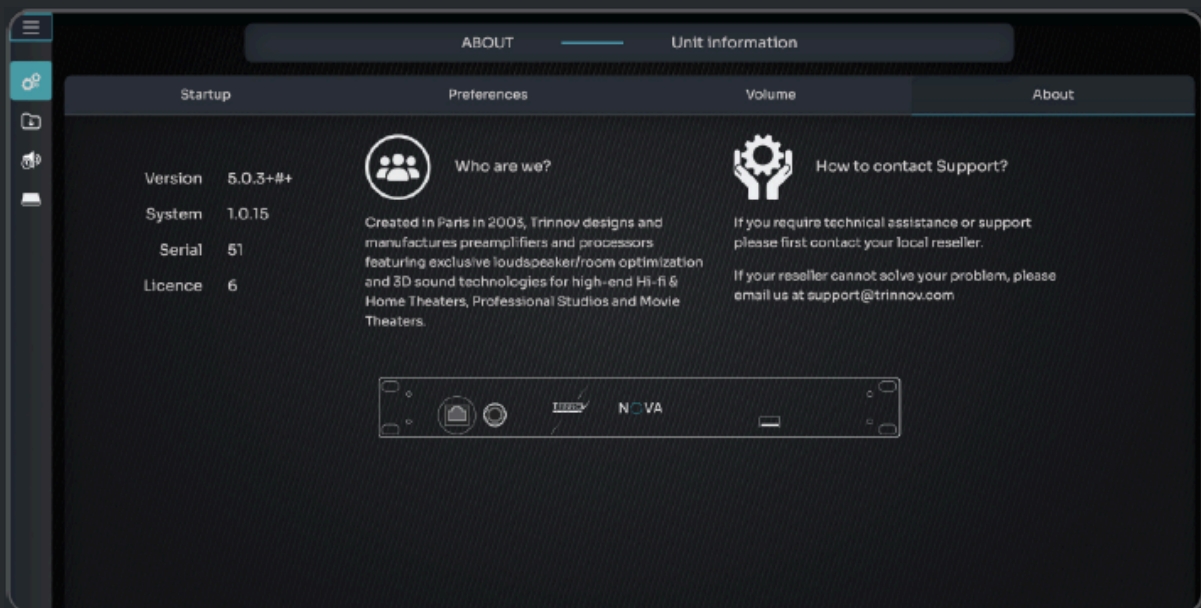 ABOUT Unit information
Startup Preferences Volume About
Version 5.0.3+#+
System 1.0.15
Serial 51
Licence 6
Who are we?
Created in Paris in 2003, Trinnov designs and
manufactures preamplifiers and processors
featuring exclusive loudspeaker/room optimization
and 3D sound technologies for high-end Hi-fi &
Home Theaters, Professional Studios and Movie
Theaters.
How to contact Support?
If you require technical assistance or support
please first contact your local reseller.
If your reseller cannot solve your problem, please
email us at support@trinnov.com
TRINNOV NOVA